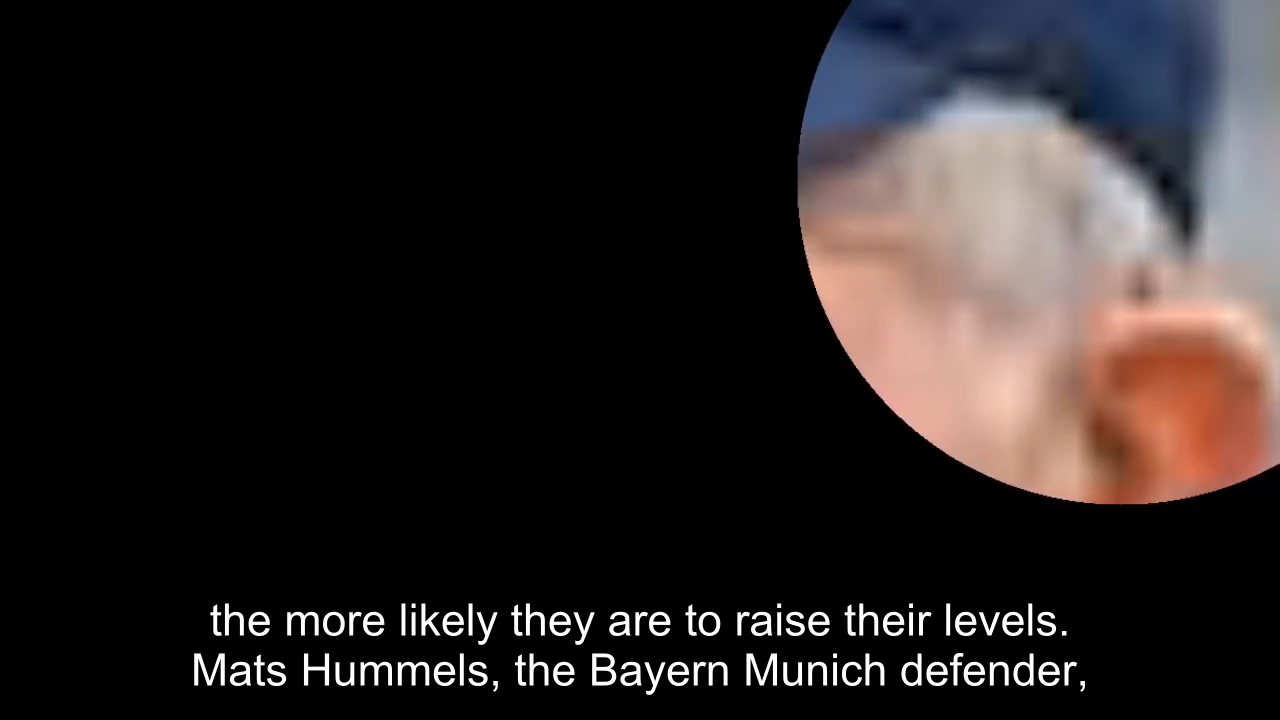 the more likely they are to raise their levels.
Mats Hummels, the Bayern Munich defender,